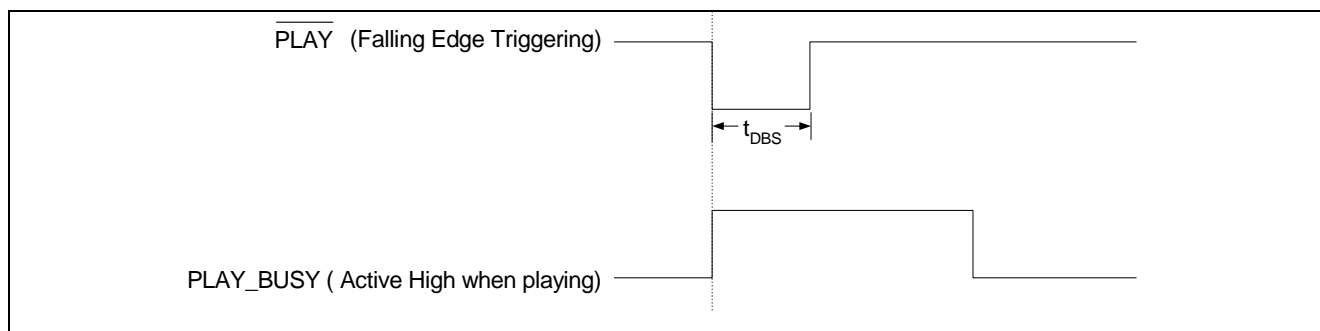 PLAY (Falling Edge Triggering)
tDBS
PLAY_BUSY ( Active High when playing)